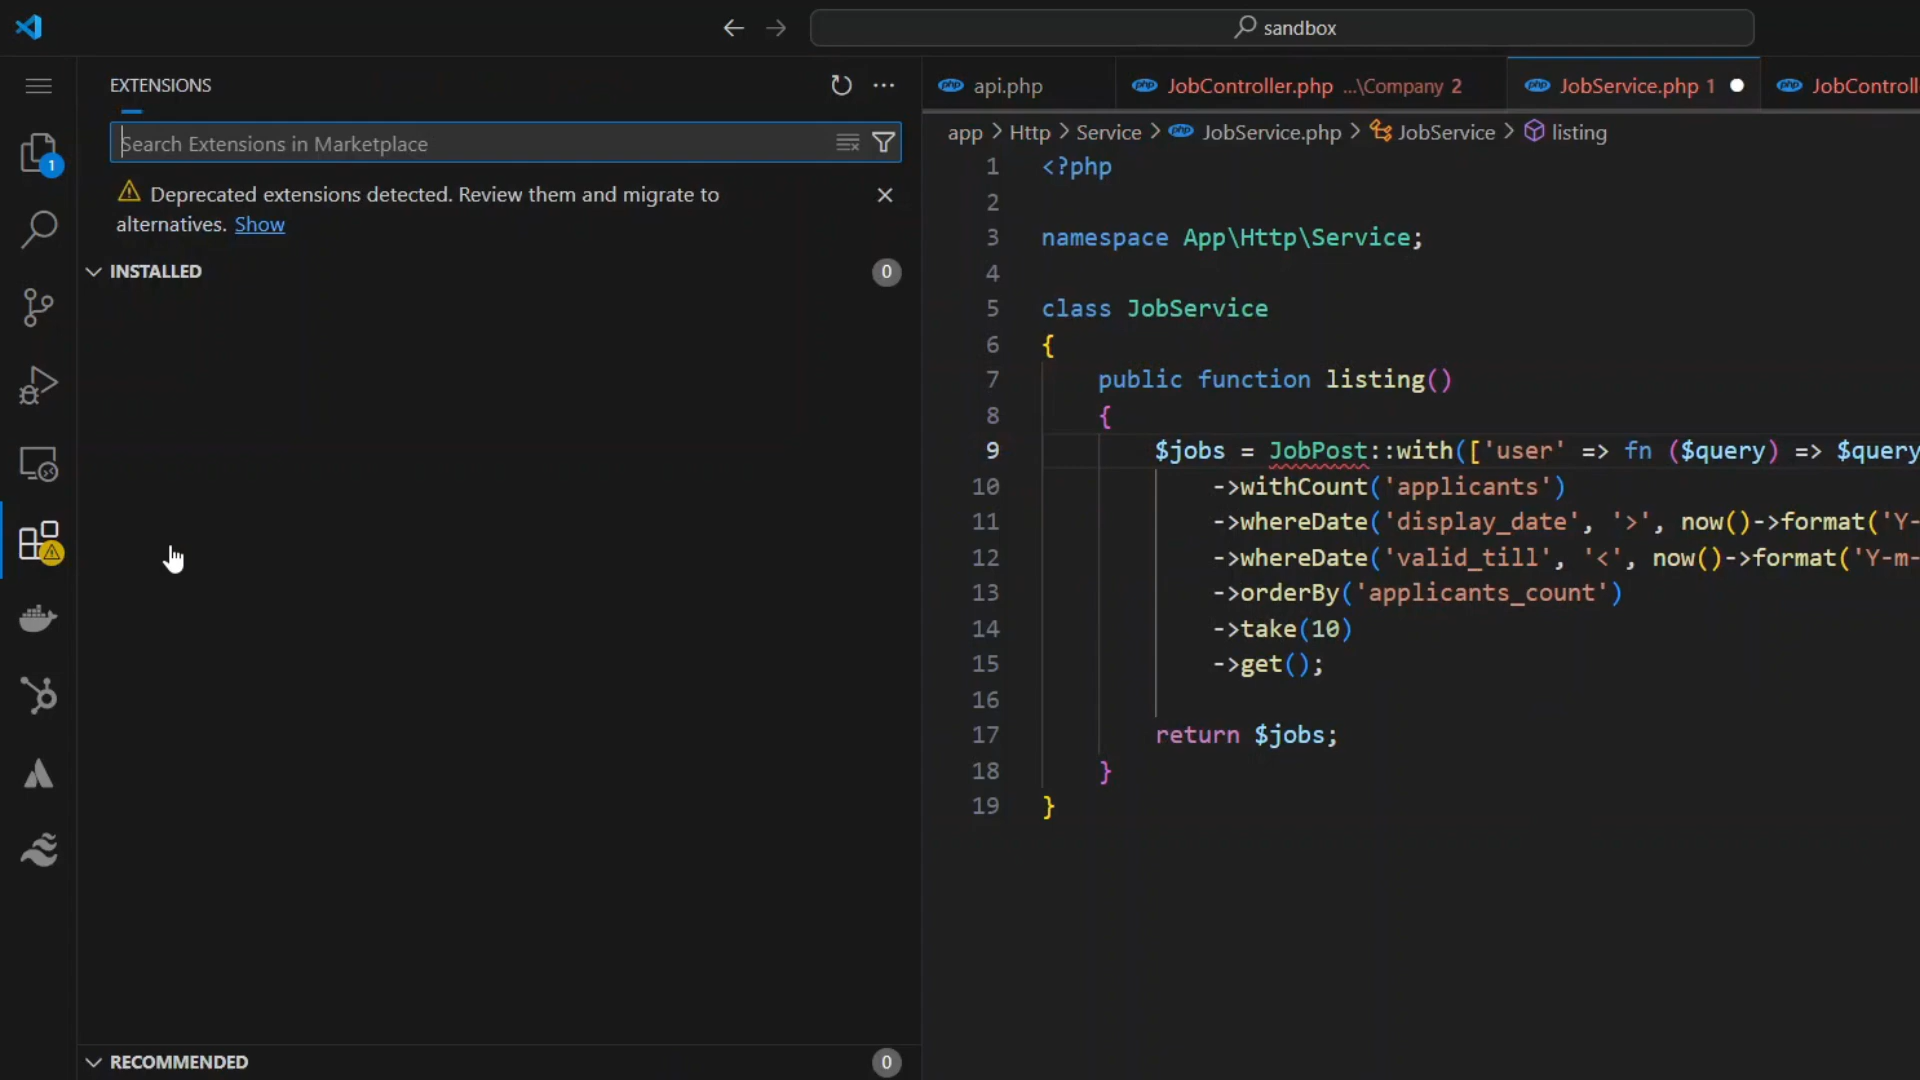 sandbox
EXTENSIONS
Search Extensions in Marketplace
Deprecated extensions detected. Review them and migrate to
alternatives. Show
INSTALLED
0
RECOMMENDED
0
1
api.php
JobController.php ...\Company 2
JobService.php 1
JobControll
app > Http > Service > JobService.php > JobService > listing
1 <?php
2
3 namespace App\Http\Service;
4
5 class JobService
6 {
7 public function listing()
8 {
9 $jobs = JobPost::with(['user' => fn ($query) => $query
10 ->withCount('applicants')
11 ->whereDate('display_date', '>', now()->format('Y-
12 ->whereDate('valid_till', '<', now()->format('Y-m-
13 ->orderBy('applicants_count')
14 ->take(10)
15 ->get();
16
17 return $jobs;
18 }
19 }